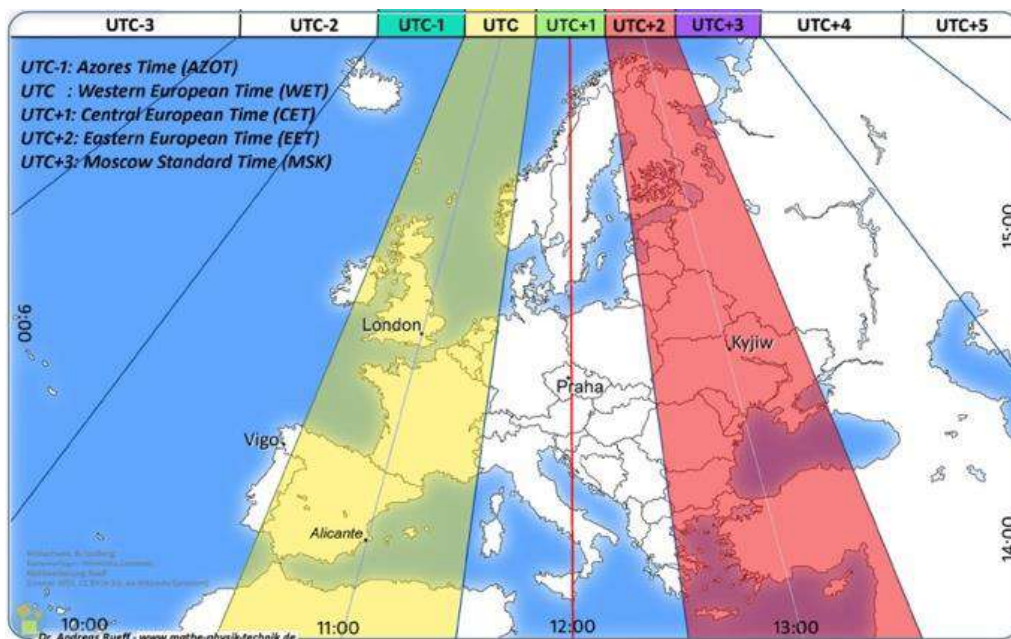 UTC-3 UTC-2 UTC-1 UTC UTC+1 UTC+2 UTC+3 UTC+4 UTC+5
UTC-1: Azores Time (AZOT)
UTC : Western European Time (WET)
UTC+1: Central European Time (CET)
UTC+2: Eastern European Time (EET)
UTC+3: Moscow Standard Time (MSK)
15:00
9:00
London
Kyjiw
Praha
Vigo
Alicante
14:00
10:00 11:00 12:00 13:00
Dr. Andreas Rueff - www.mathe-physik-technik.de